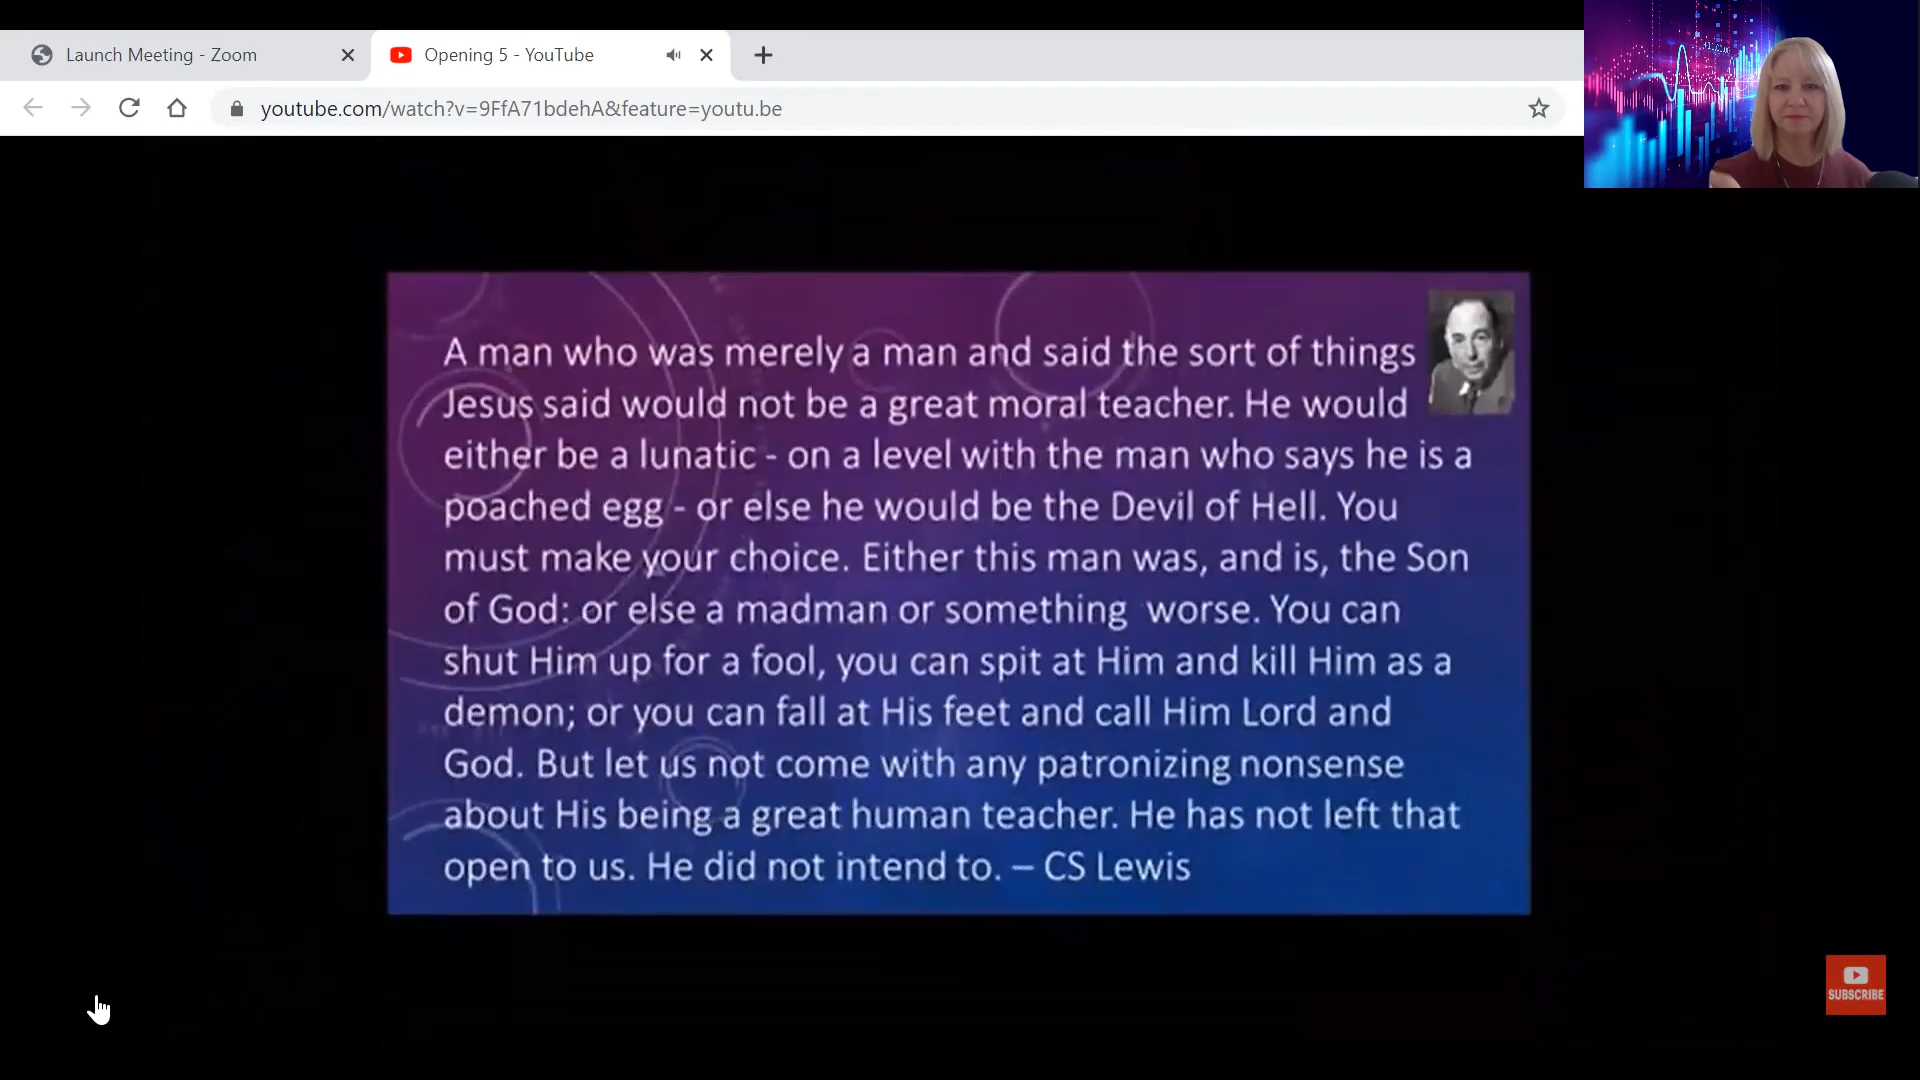 Launch Meeting - Zoom
Opening 5 - YouTube
youtube.com/watch?v=9FfA71bdehA&feature=youtu.be
A man who was merely a man and said the sort of things
Jesus said would not be a great moral teacher. He would
either be a lunatic - on a level with the man who says he is a
poached egg - or else he would be the Devil of Hell. You
must make your choice. Either this man was, and is, the Son
of God: or else a madman or something worse. You can
shut Him up for a fool, you can spit at Him and kill Him as a
demon; or you can fall at His feet and call Him Lord and
God. But let us not come with any patronizing nonsense
about His being a great human teacher. He has not left that
open to us. He did not intend to. – CS Lewis
SUBSCRIBE